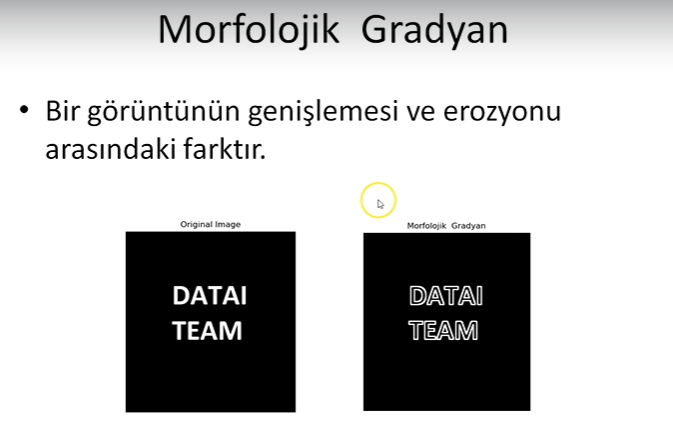 Morfolojik Gradyan
• Bir görüntünün genişlemesi ve erozyonu
arasındaki farktır.
Original Image
DATAI
TEAM
Morfolojik Gradyan
DATAI
TEAM